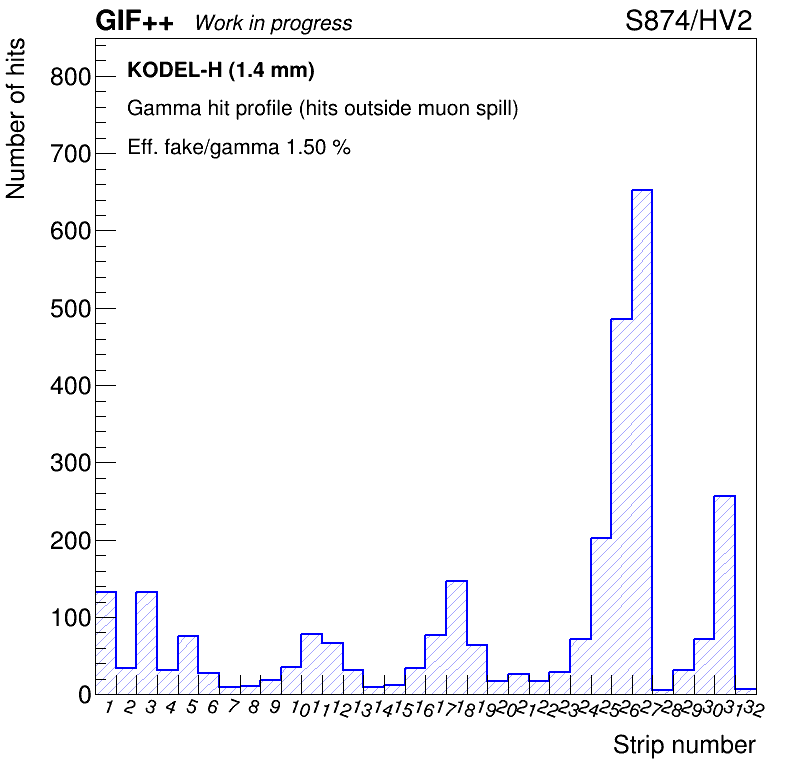 GIF++ Work in progress S874/HV2
Number of hits
KODEL-H (1.4 mm)
Gamma hit profile (hits outside muon spill)
Eff. fake/gamma 1.50 %
800
700
600
500
400
300
200
100
0
1 2 3 4 5 6 7 8 9 10 11 12 13 14 15 16 17 18 19 20 21 22 23 24 25 26 27 28 29 30 31 32
Strip number